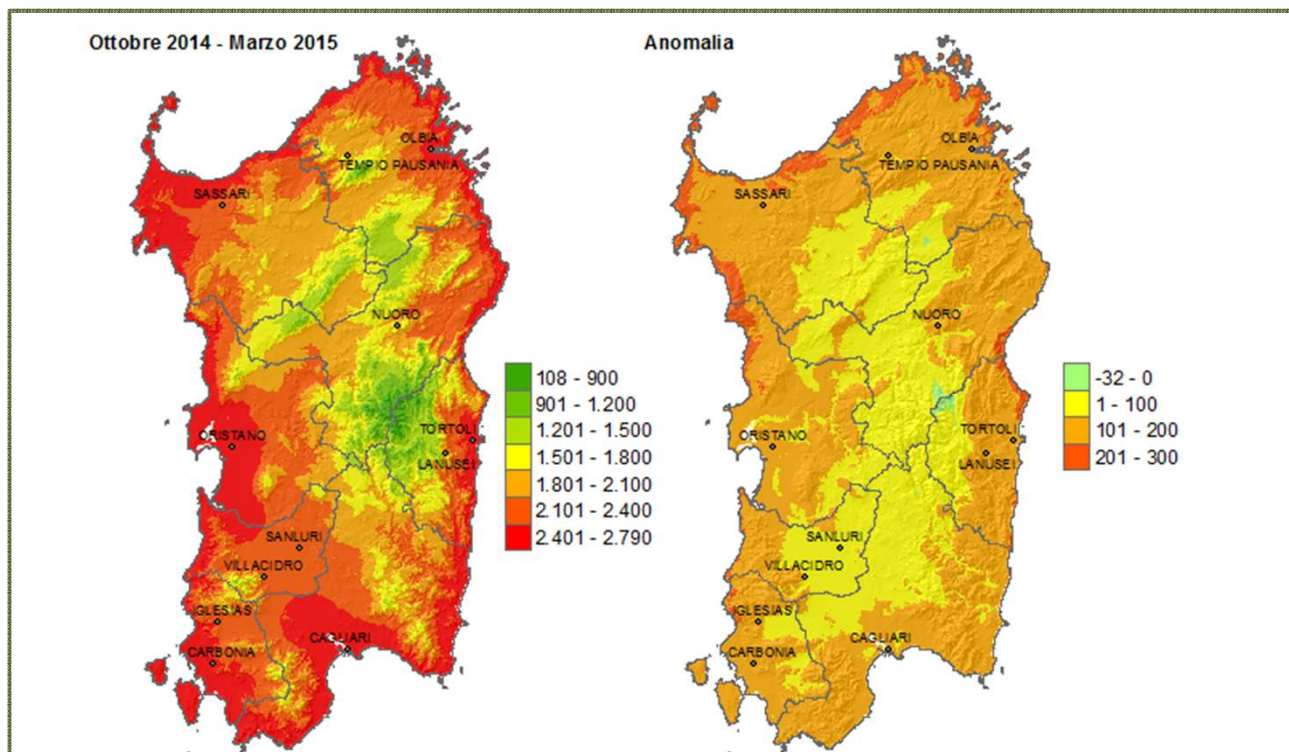 Ottobre 2014 - Marzo 2015
OLBIA
TEMPIO PAUSANIA
SASSARI
NUORO
ORISTANO
TORTOLI
LANUSEI
SANLURI
VILLACIDRO
IGLESIAS
CAGLIARI
CARBONIA
108 - 900
901 - 1.200
1.201 - 1.500
1.501 - 1.800
1.801 - 2.100
2.101 - 2.400
2.401 - 2.790
Anomalia
OLBIA
TEMPIO PAUSANIA
SASSARI
NUORO
ORISTANO
TORTOLI
LANUSEI
SANLURI
VILLACIDRO
IGLESIAS
CAGLIARI
CARBONIA
-32 - 0
1 - 100
101 - 200
201 - 300